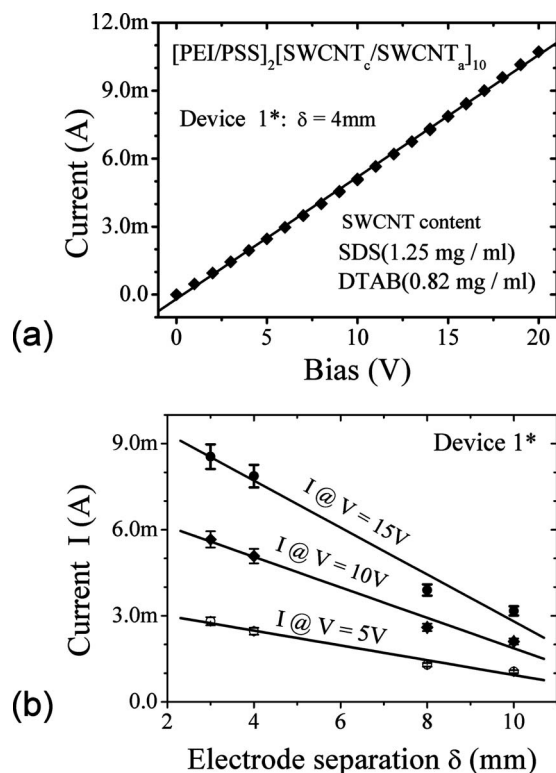 12.0m
[PEI/PSS]₂[SWCNT_c/SWCNT_a]₁₀
9.0m
Device 1*: δ = 4mm
6.0m
Current (A)
3.0m
SWCNT content
SDS(1.25 mg / ml)
DTAB(0.82 mg / ml)
0.0
0 5 10 15 20
(a)
Bias (V)
9.0m
Device 1*
I @ V = 15V
6.0m
I @ V = 10V
Current I (A)
3.0m
I @ V = 5V
0.0
2 4 6 8 10
(b)
Electrode separation δ (mm)